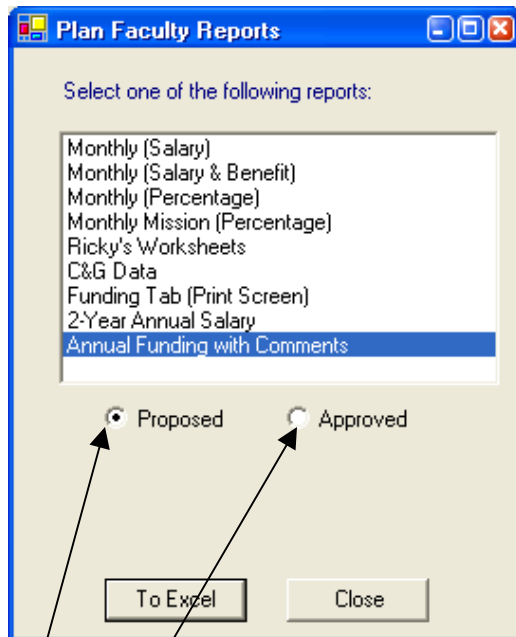 Plan Faculty Reports
Select one of the following reports:
Monthly (Salary)
Monthly (Salary & Benefit)
Monthly (Percentage)
Monthly Mission (Percentage)
Ricky's Worksheets
C&G Data
Funding Tab (Print Screen)
2-Year Annual Salary
Annual Funding with Comments
Proposed Approved
To Excel Close